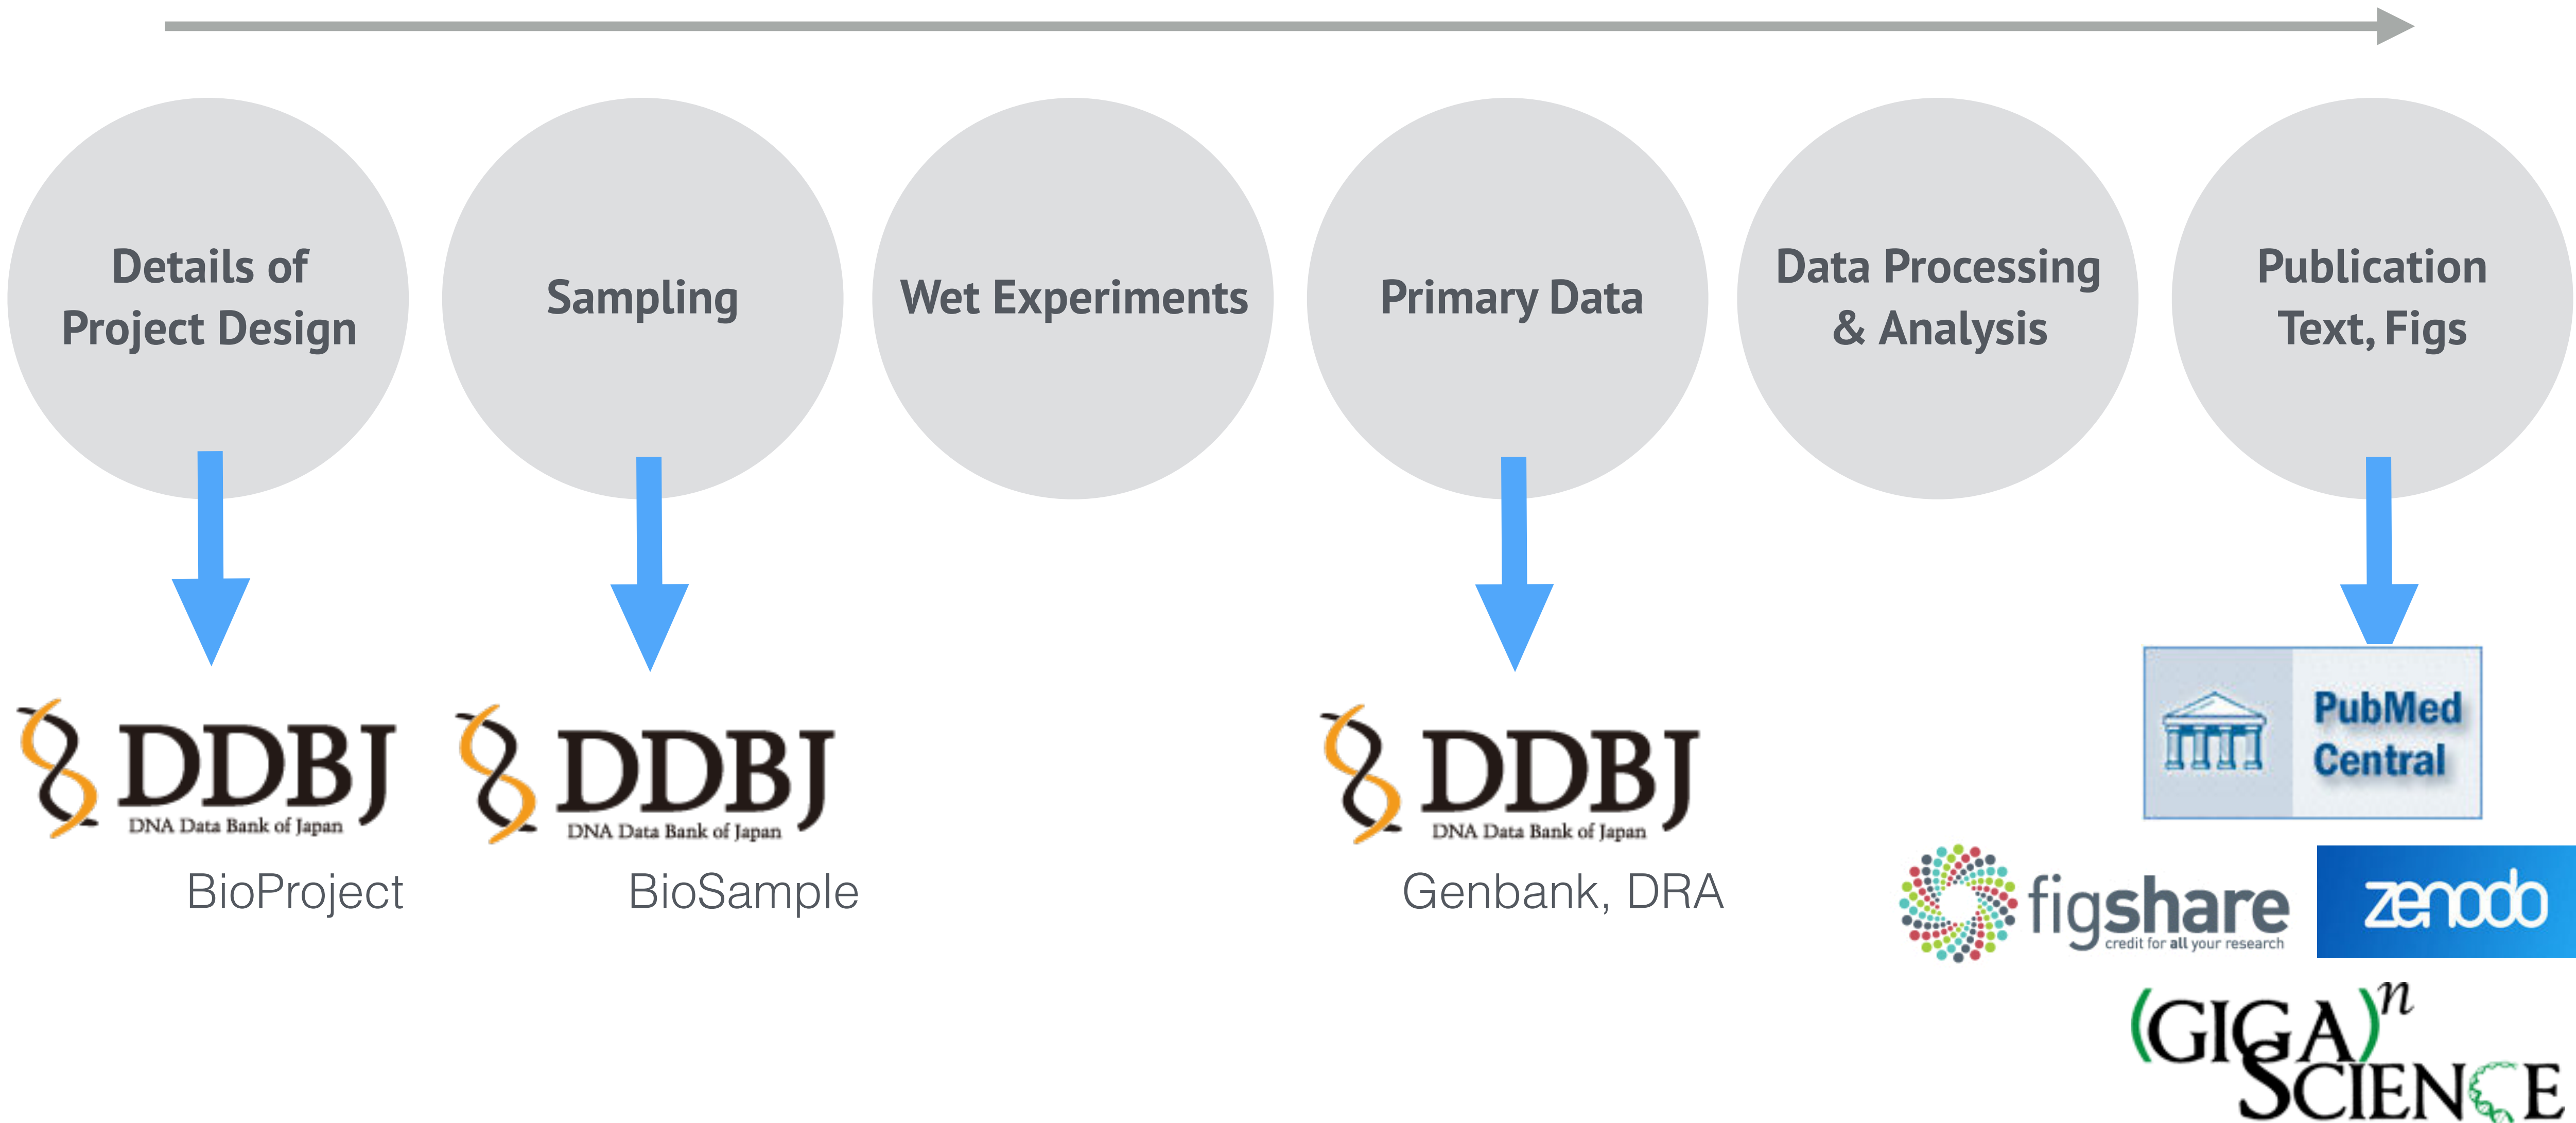 Details of
Project Design
Sampling
Wet Experiments
Primary Data
Data Processing
& Analysis
Publication
Text, Figs
DDBJ
DNA Data Bank of Japan
BioProject
DDBJ
DNA Data Bank of Japan
BioSample
DDBJ
DNA Data Bank of Japan
Genbank, DRA
PubMed
Central
figshare
credit for all your research
zenodo
(GIGA)n
SCIENCE